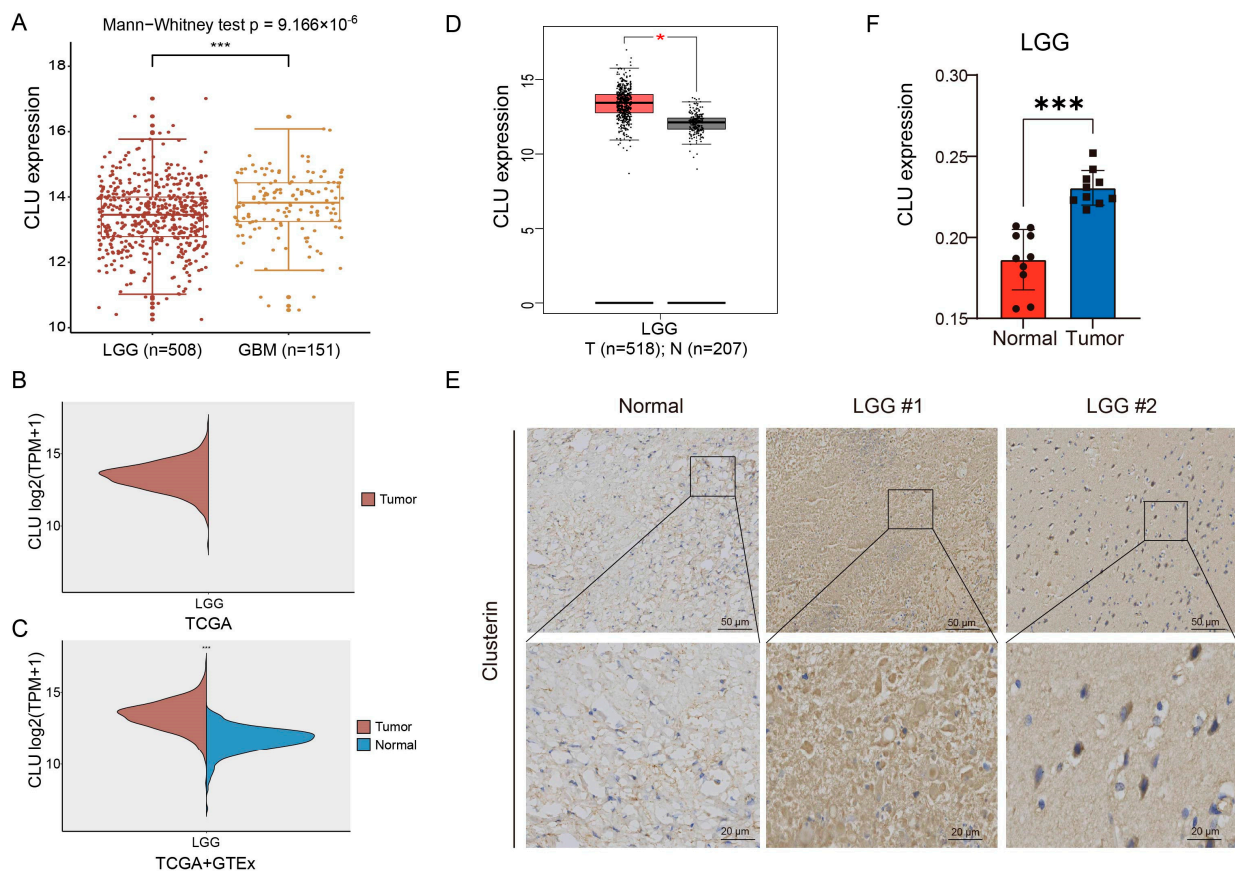 A
Mann−Whitney test p = 9.166×10⁻⁶
***
CLU expression
18
16
14
12
10
LGG (n=508)
GBM (n=151)
B
CLU log2(TPM+1)
15
10
Tumor
LGG
TCGA
C
***
CLU log2(TPM+1)
15
10
Tumor
Normal
LGG
TCGA+GTEx
D
*
CLU expression
15
10
5
0
LGG
T (n=518); N (n=207)
F
LGG
***
CLU expression
0.30
0.25
0.20
0.15
Normal
Tumor
E
Normal
LGG #1
LGG #2
Clusterin
50 μm
50 μm
50 μm
20 μm
20 μm
20 μm